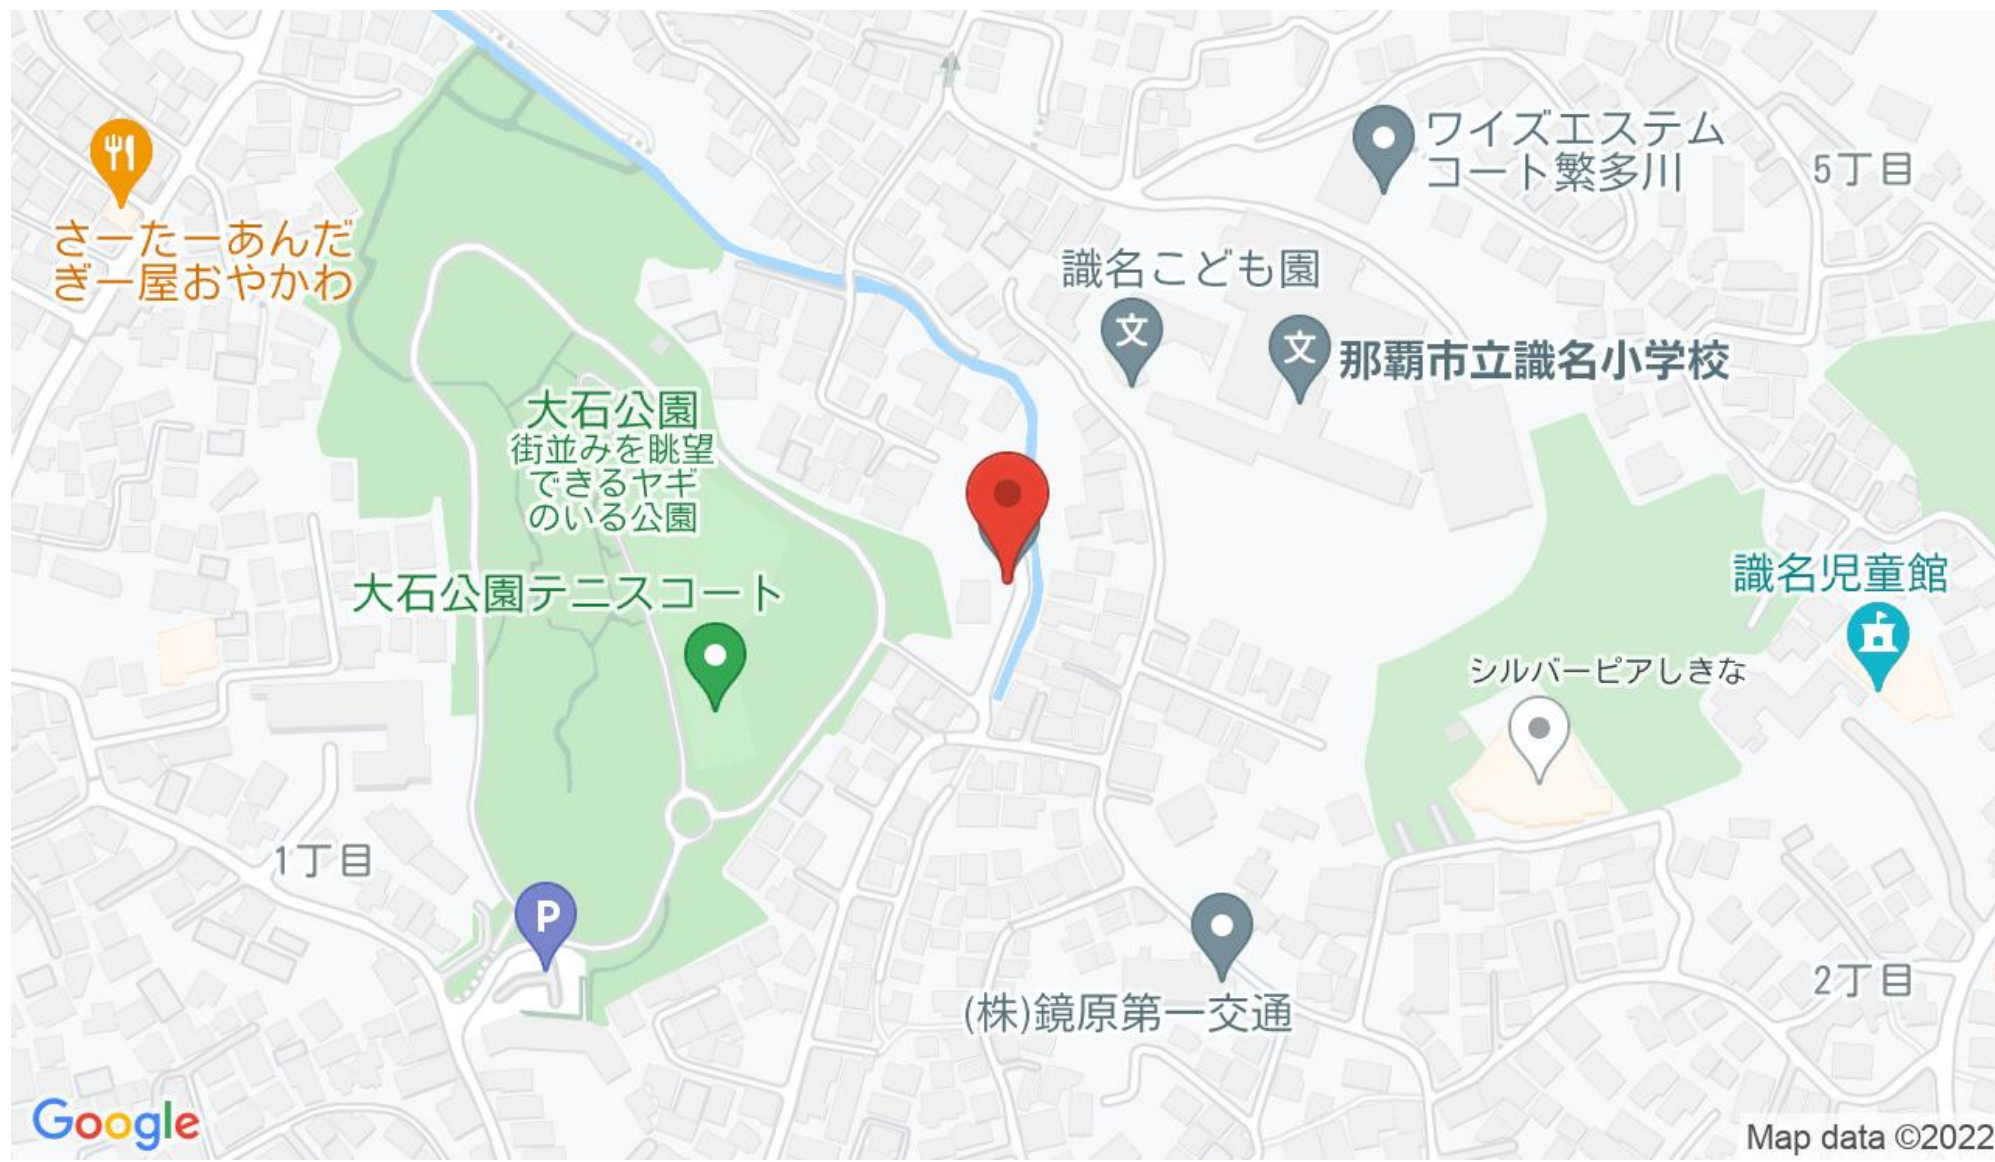 ワイズエステム
コート繁多川
5丁目
さーたーあんだ
ぎー屋おやかわ
識名こども園
文
文
那覇市立識名小学校
大石公園
街並みを眺望
できるヤギ
のいる公園
大石公園テニスコート
識名児童館
シルバーピアしきな
1丁目
P
2丁目
(株)鏡原第一交通
Google
Map data ©2022